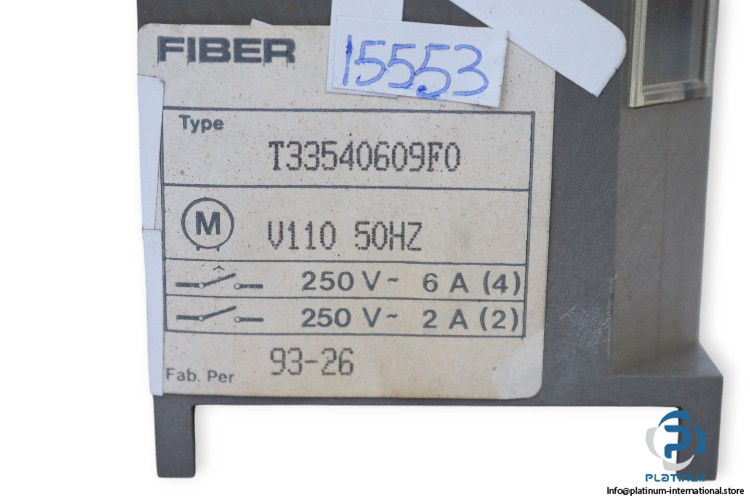 FIBER
15553
Type
T33540609F0
M
V110 50HZ
250 V~ 6 A (4)
250 V~ 2 A (2)
Fab. Per 93-26
PLATINUM
Info@platinum-international.store